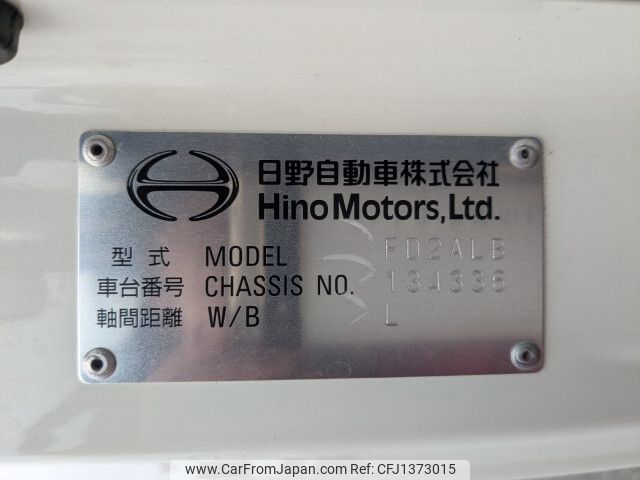 日野自動車株式会社
Hino Motors, Ltd.
型式 MODEL FD2ALB
車台番号 CHASSIS NO. 134336
軸間距離 W/B L
www.CarFromJapan.com - CFJ1373015